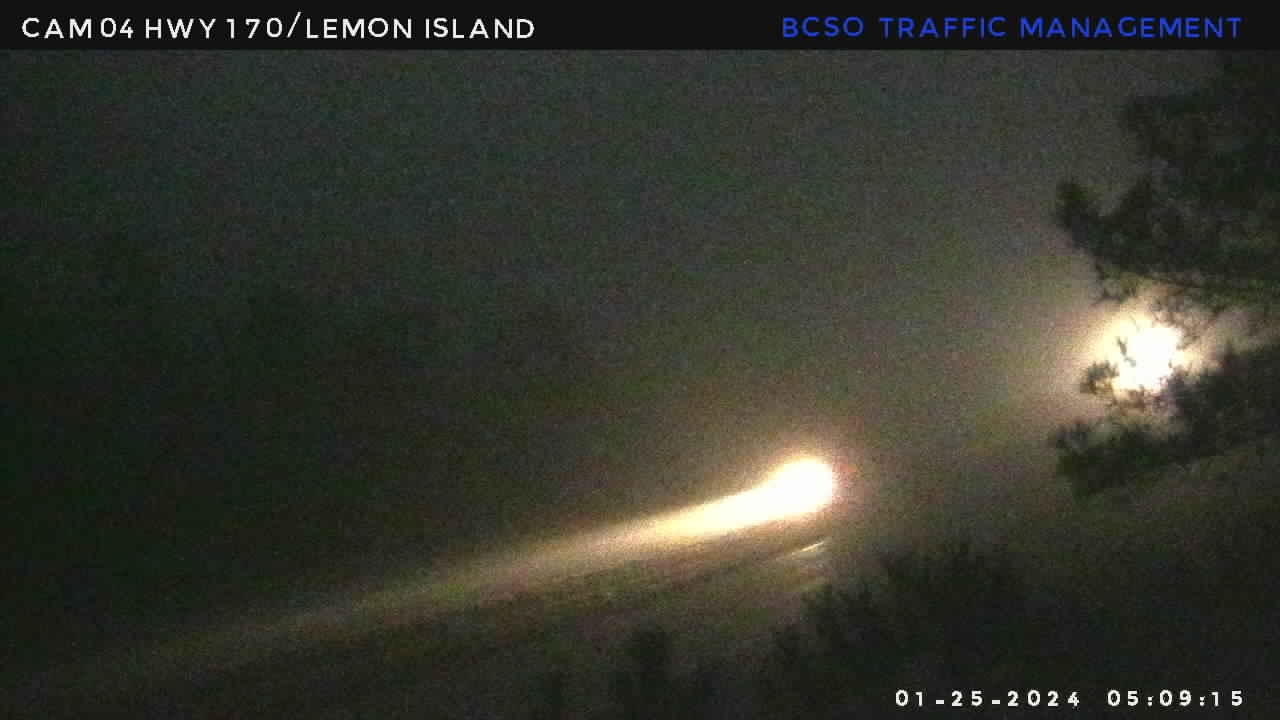 CAM04 HWY 170/LEMON ISLAND
BCSO TRAFFIC MANAGEMENT
01-25-2024 05:09:15